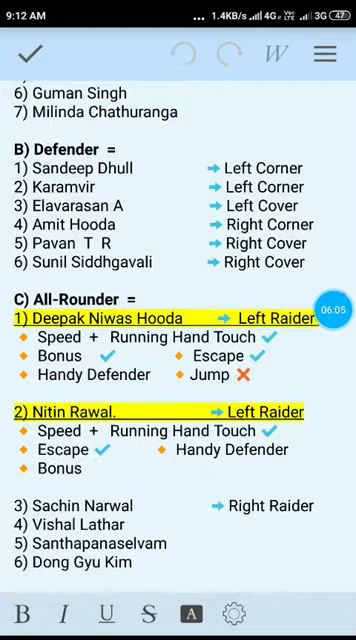 9:12 AM ... 1.4KB/s 4G Vo LTE 3G 47
W
6) Guman Singh
7) Milinda Chathuranga
B) Defender =
1) Sandeep Dhull ➡ Left Corner
2) Karamvir ➡ Left Corner
3) Elavarasan A ➡ Left Cover
4) Amit Hooda ➡ Right Corner
5) Pavan T R ➡ Right Cover
6) Sunil Siddhgavali ➡ Right Cover
C) All-Rounder =
1) Deepak Niwas Hooda ➡ Left Raider
06:05
🔸 Speed + Running Hand Touch ✔
🔸 Bonus ✔ 🔸 Escape ✔
🔸 Handy Defender 🔸 Jump ❌
2) Nitin Rawal. ➡ Left Raider
🔸 Speed + Running Hand Touch ✔
🔸 Escape ✔ 🔸 Handy Defender
🔸 Bonus
3) Sachin Narwal ➡ Right Raider
4) Vishal Lathar
5) Santhapanaselvam
6) Dong Gyu Kim
B I U S A